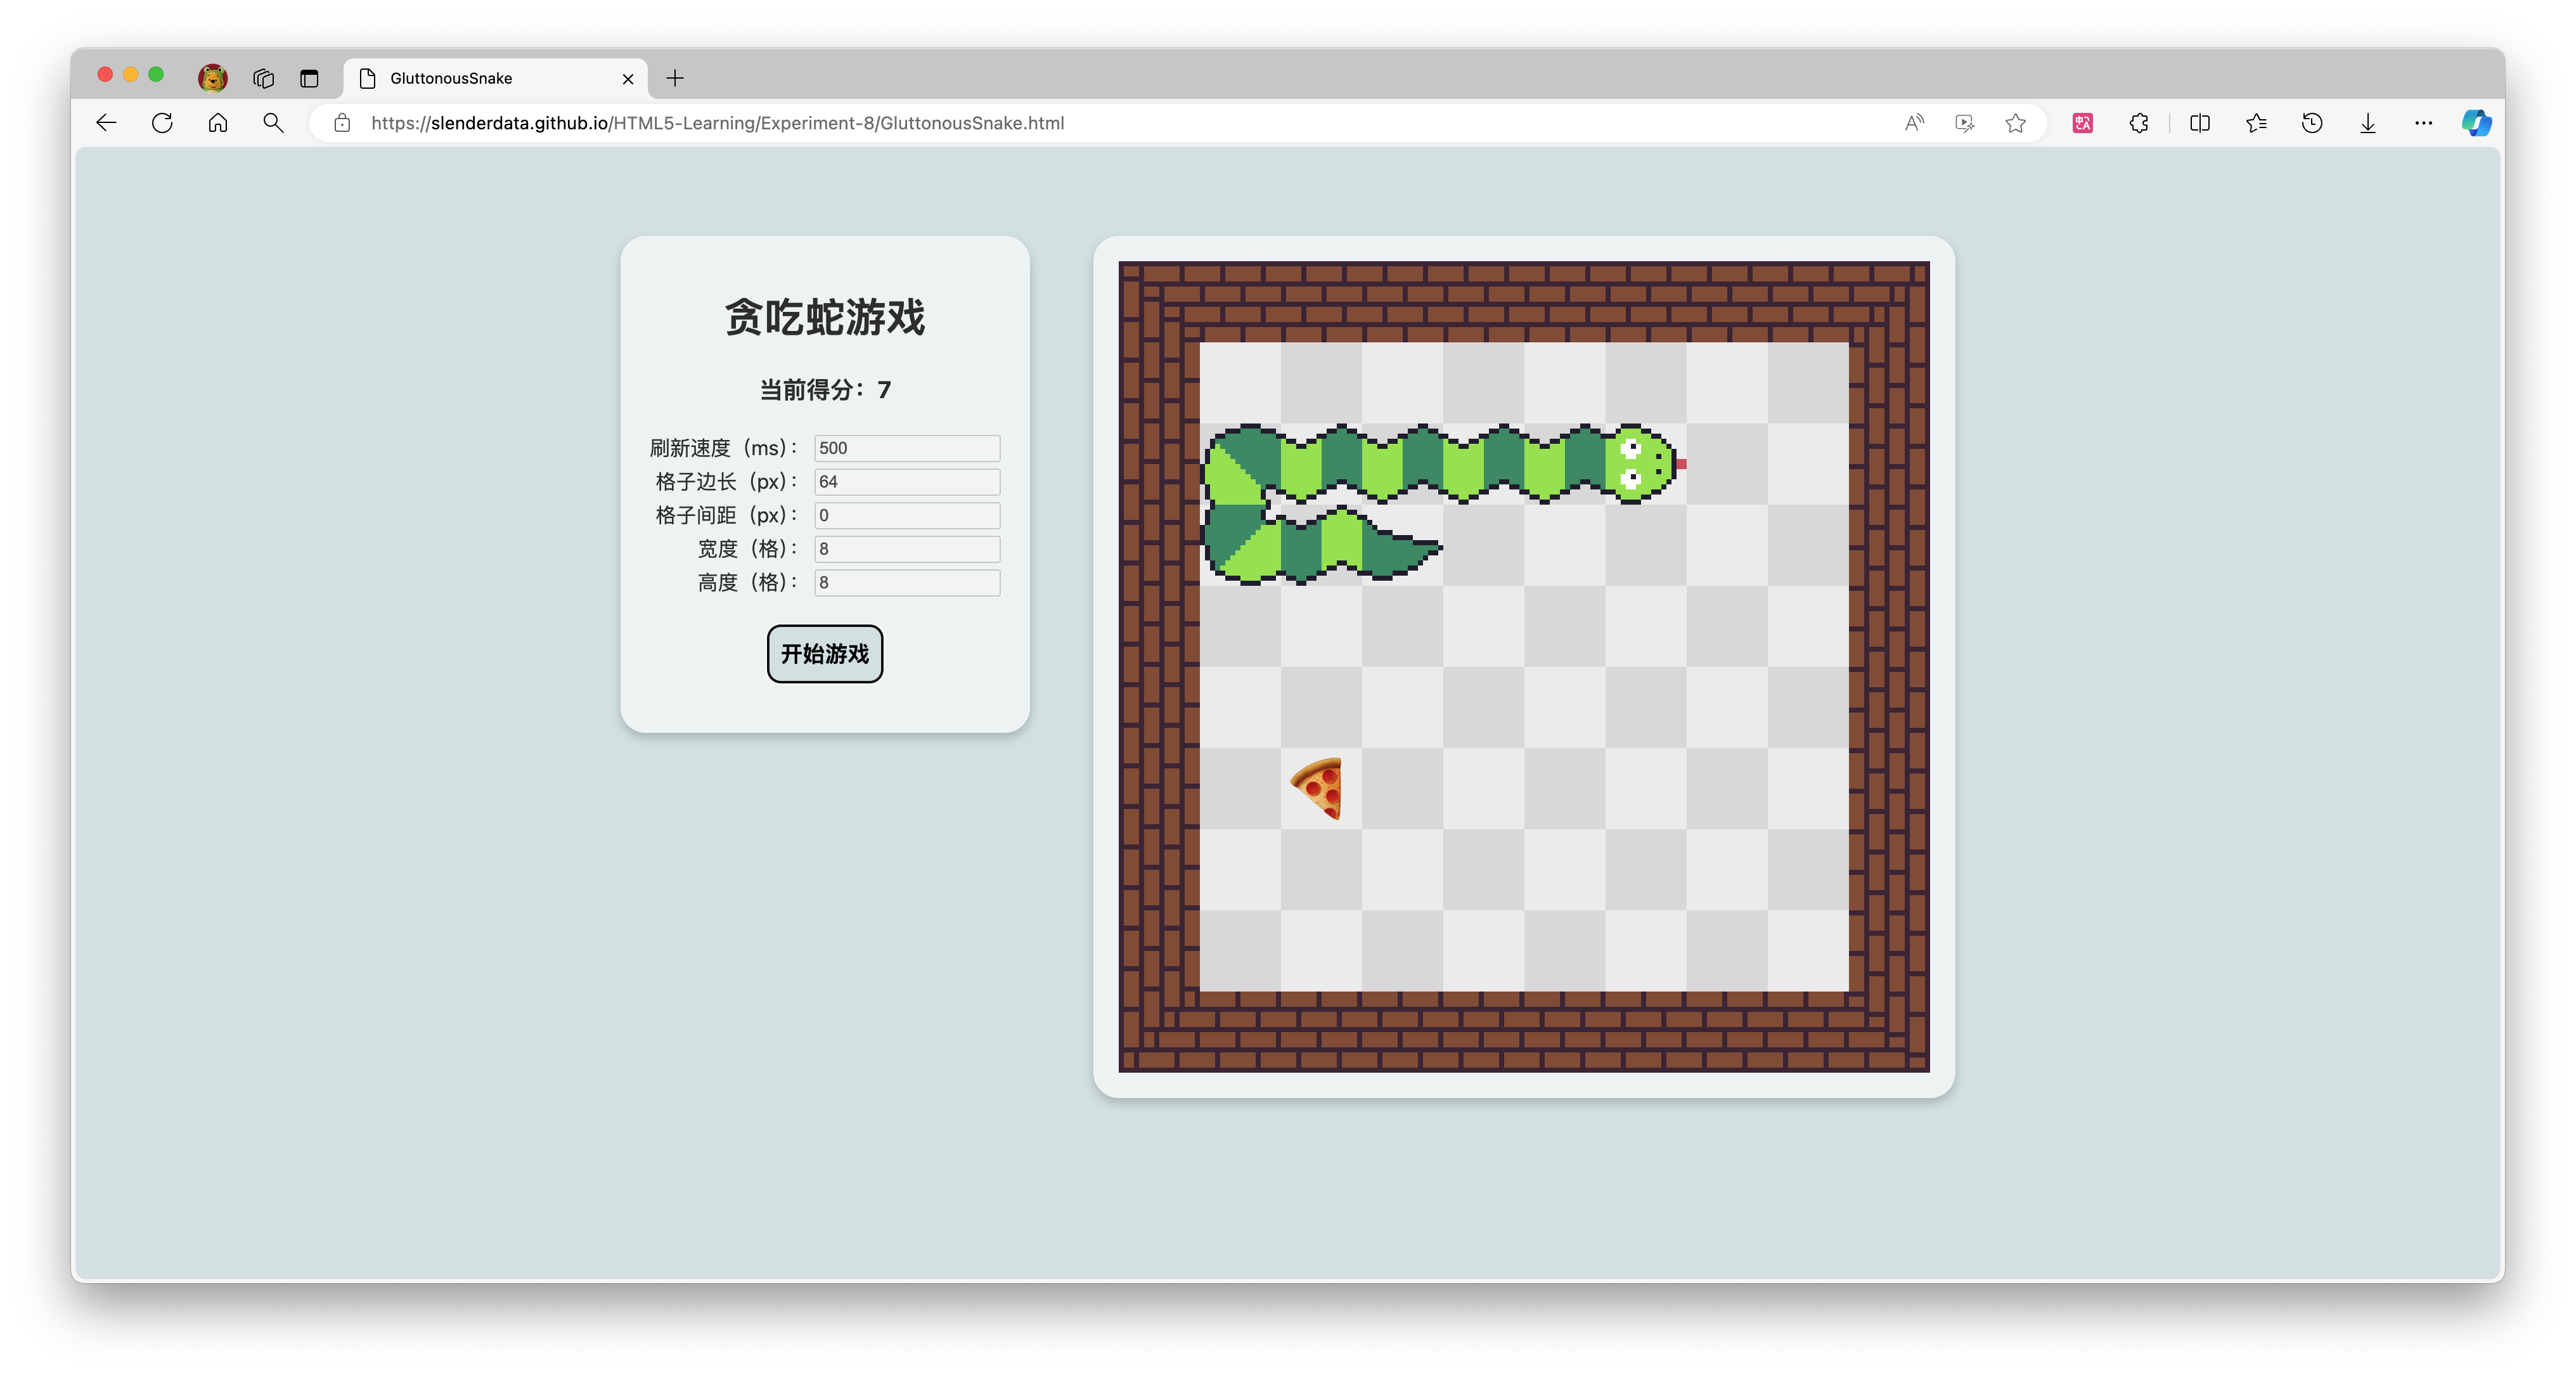 GluttonousSnake
https://slenderdata.github.io/HTML5-Learning/Experiment-8/GluttonousSnake.html
贪吃蛇游戏
当前得分：7
刷新速度（ms）：500
格子边长（px）：64
格子间距（px）：0
宽度（格）：8
高度（格）：8
开始游戏